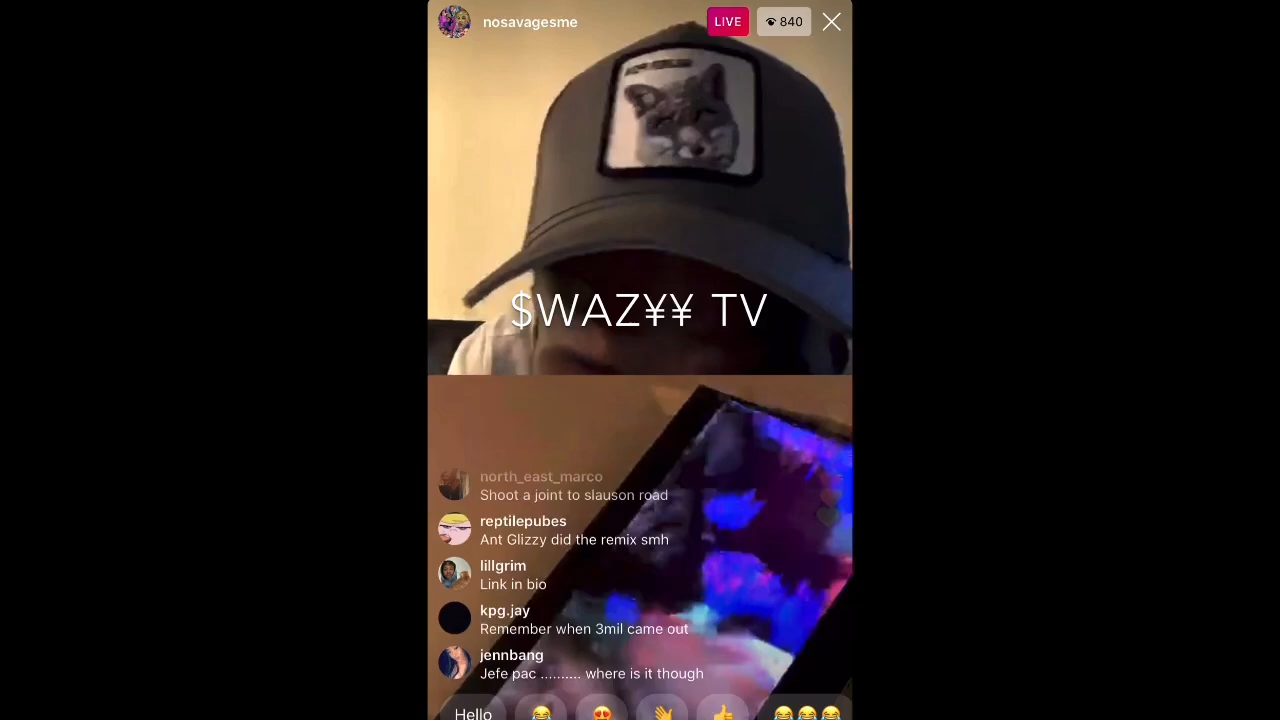 nosavagesme
LIVE
840
$WAZ¥¥ TV
north_east_marco
Shoot a joint to slauson road
reptilepubes
Ant Glizzy did the remix smh
lillgrim
Link in bio
kpg.jay
Remember when 3mil came out
jennbang
Jefe pac .......... where is it though
Hello